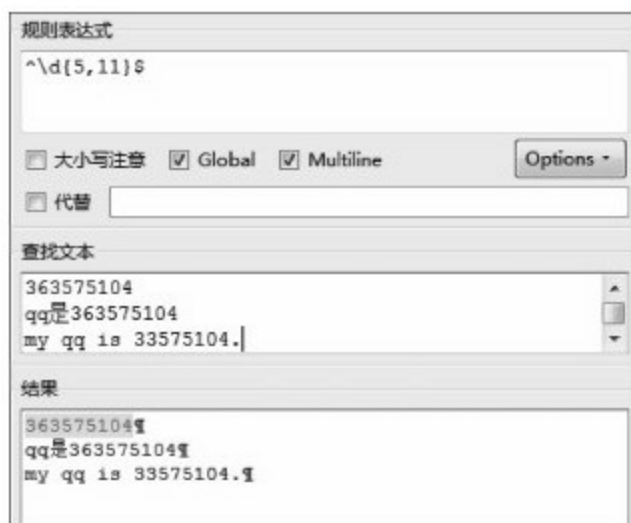 规则表达式
^\d{5,11}$
大小写注意 Global Multiline Options
代替
查找文本
363575104
qq是363575104
my qq is 33575104.
结果
363575104¶
qq是363575104¶
my qq is 33575104.¶